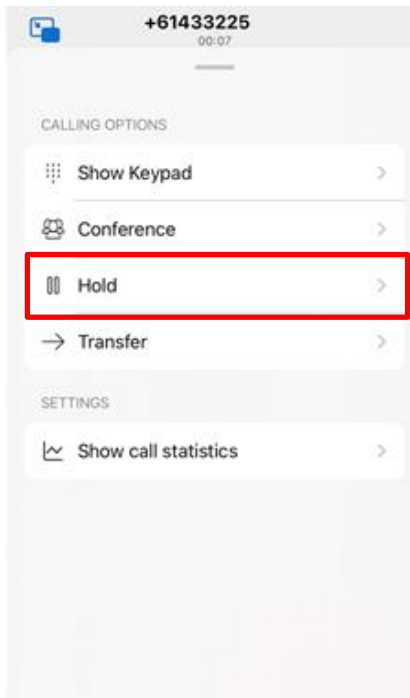 +61433225
00:07
CALLING OPTIONS
Show Keypad
Conference
Hold
Transfer
SETTINGS
Show call statistics